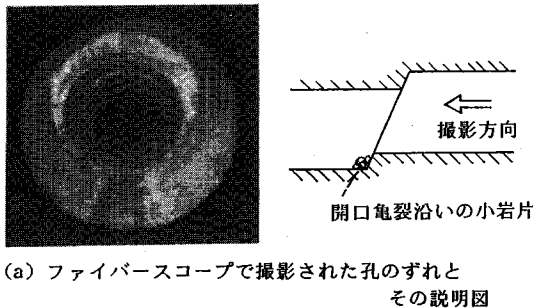 撮影方向
開口亀裂沿いの小岩片
(a) ファイバースコープで撮影された孔のずれと
その説明図